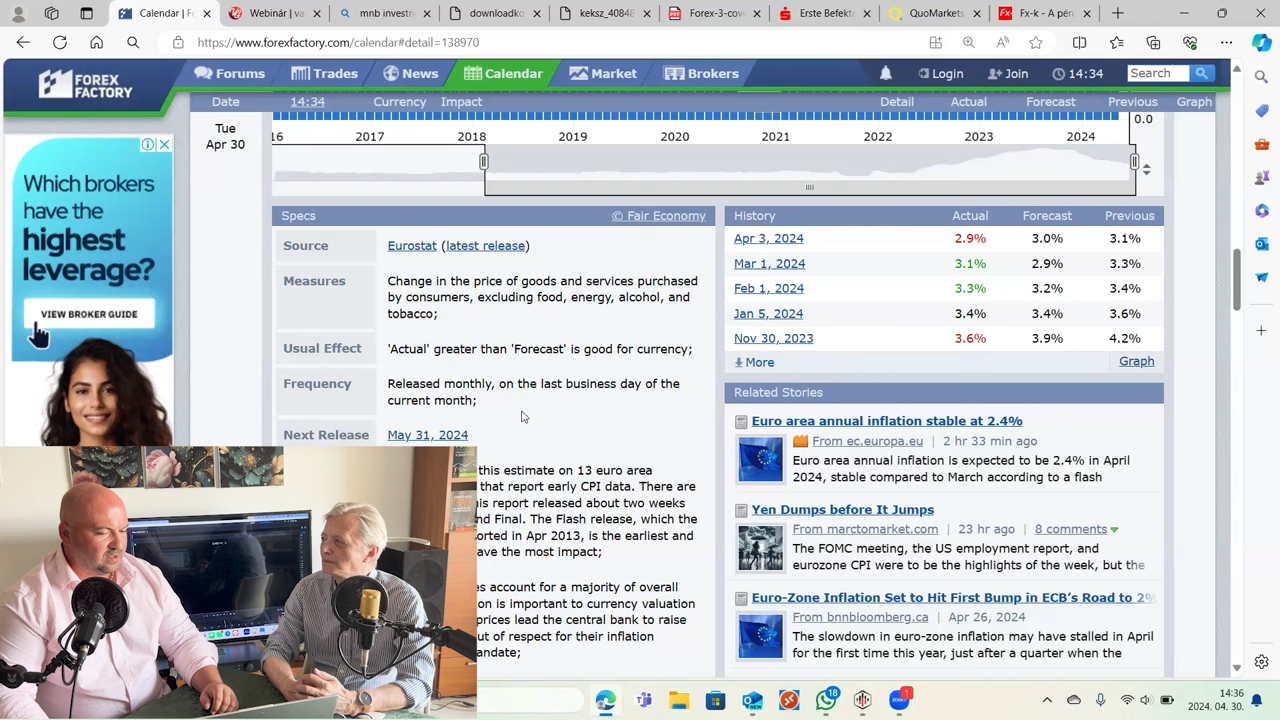 Calendar | Fo
Webinár | va
mnb investm
downloadko
keksz_40848
Forex-3-cove
Erste Befektet
QuoMarkets
Fx-k - A pén
https://www.forexfactory.com/calendar#detail=138970
FOREX
FACTORY
Forums
Trades
News
Calendar
Market
Brokers
Login
Join
14:34
Search
Date
14:34
Currency
Impact
Detail
Actual
Forecast
Previous
Graph
Tue
Apr 30
0.0
16
2017
2018
2019
2020
2021
2022
2023
2024
Which brokers
have the
highest
leverage?
VIEW BROKER GUIDE
Specs
© Fair Economy
Source
Eurostat (latest release)
Measures
Change in the price of goods and services purchased
by consumers, excluding food, energy, alcohol, and
tobacco;
Usual Effect
'Actual' greater than 'Forecast' is good for currency;
Frequency
Released monthly, on the last business day of the
current month;
Next Release
May 31, 2024
this estimate on 13 euro area
that report early CPI data. There are
is report released about two weeks
nd Final. The Flash release, which the
orted in Apr 2013, is the earliest and
ave the most impact;
es account for a majority of overall
on is important to currency valuation
prices lead the central bank to raise
ut of respect for their inflation
andate;
History
Actual
Forecast
Previous
Apr 3, 2024 2.9% 3.0% 3.1%
Mar 1, 2024 3.1% 2.9% 3.3%
Feb 1, 2024 3.3% 3.2% 3.4%
Jan 5, 2024 3.4% 3.4% 3.6%
Nov 30, 2023 3.6% 3.9% 4.2%
More
Graph
Related Stories
Euro area annual inflation stable at 2.4%
From ec.europa.eu | 2 hr 33 min ago
Euro area annual inflation is expected to be 2.4% in April
2024, stable compared to March according to a flash
Yen Dumps before It Jumps
From marctomarket.com | 23 hr ago | 8 comments
The FOMC meeting, the US employment report, and
eurozone CPI were to be the highlights of the week, but the
Euro-Zone Inflation Set to Hit First Bump in ECB's Road to 2%
From bnnbloomberg.ca | Apr 26, 2024
The slowdown in euro-zone inflation may have stalled in April
for the first time this year, just after a quarter when the
18
1
14:36
2024. 04. 30.